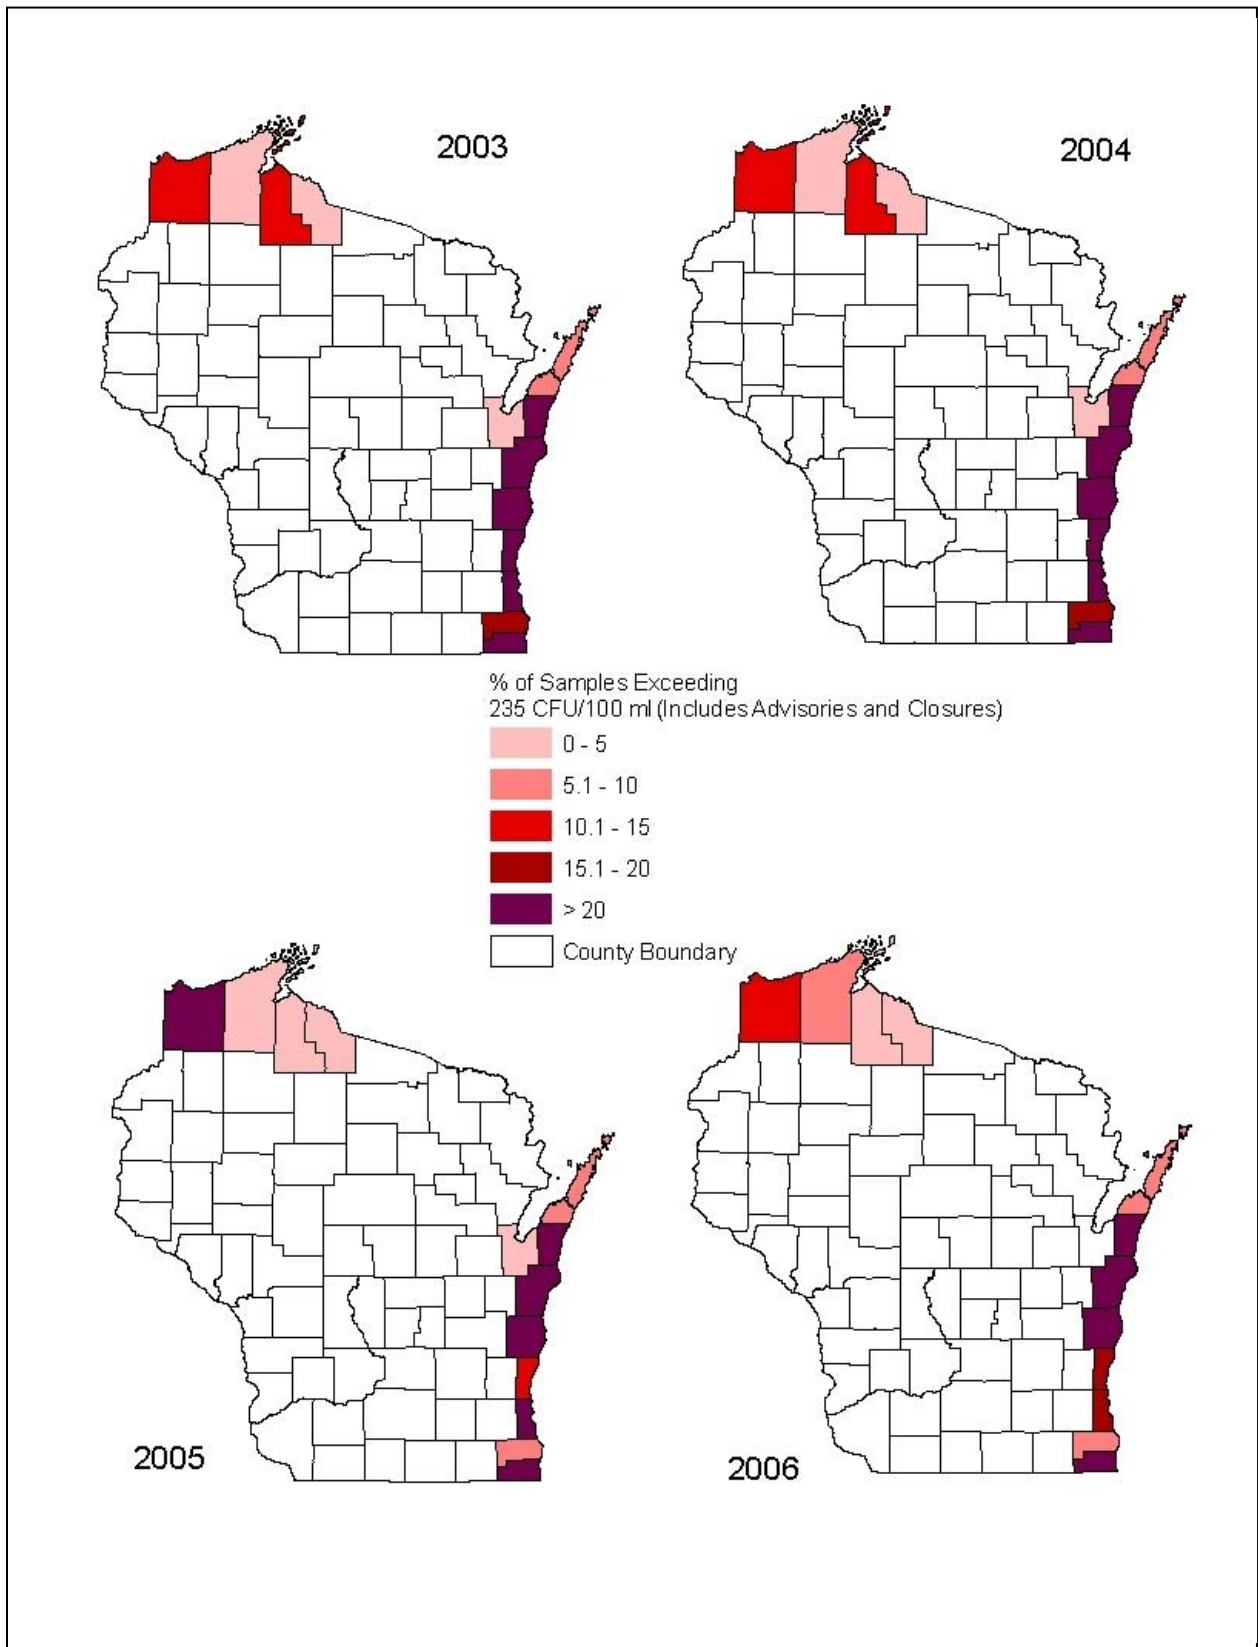 2003
2004
% of Samples Exceeding
235 CFU/100 ml (Includes Advisories and Closures)
0 - 5
5.1 - 10
10.1 - 15
15.1 - 20
> 20
County Boundary
2005
2006